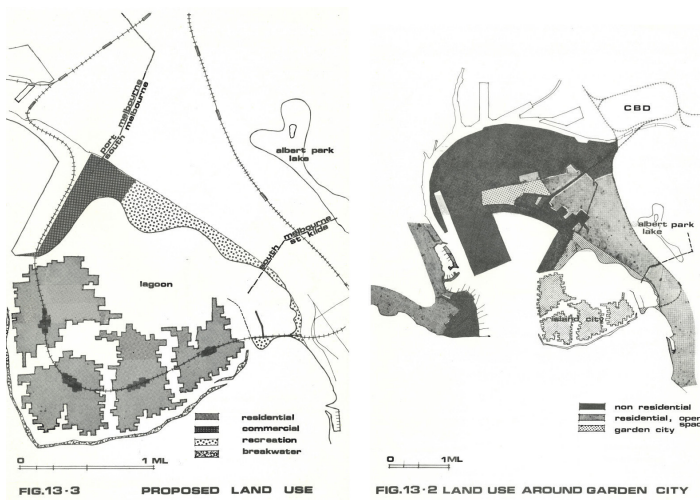 port melbourne
south melbourne
albert park
lake
south melbourne
st kilda
lagoon
residential
commercial
recreation
breakwater
0 1 ML
FIG.13·3 PROPOSED LAND USE
CBD
albert park
lake
island city
non residential
residential, open
space
garden city
0 1ML
FIG.13·2 LAND USE AROUND GARDEN CITY